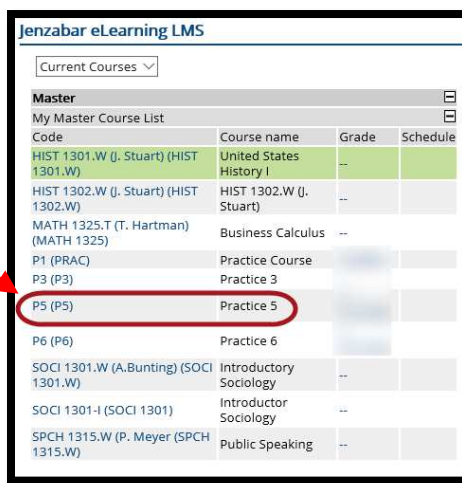 Jenzabar eLearning LMS
Current Courses
Master
My Master Course List
Code Course name Grade Schedule
HIST 1301.W (J. Stuart) (HIST 1301.W) United States History I --
HIST 1302.W (J. Stuart) (HIST 1302.W) HIST 1302.W (J. Stuart) --
MATH 1325.T (T. Hartman) (MATH 1325) Business Calculus --
P1 (PRAC) Practice Course
P3 (P3) Practice 3
P5 (P5) Practice 5
P6 (P6) Practice 6
SOCI 1301.W (A.Bunting) (SOCI 1301.W) Introductory Sociology --
SOCI 1301-I (SOCI 1301) Introductor Sociology --
SPCH 1315.W (P. Meyer (SPCH 1315.W) Public Speaking --